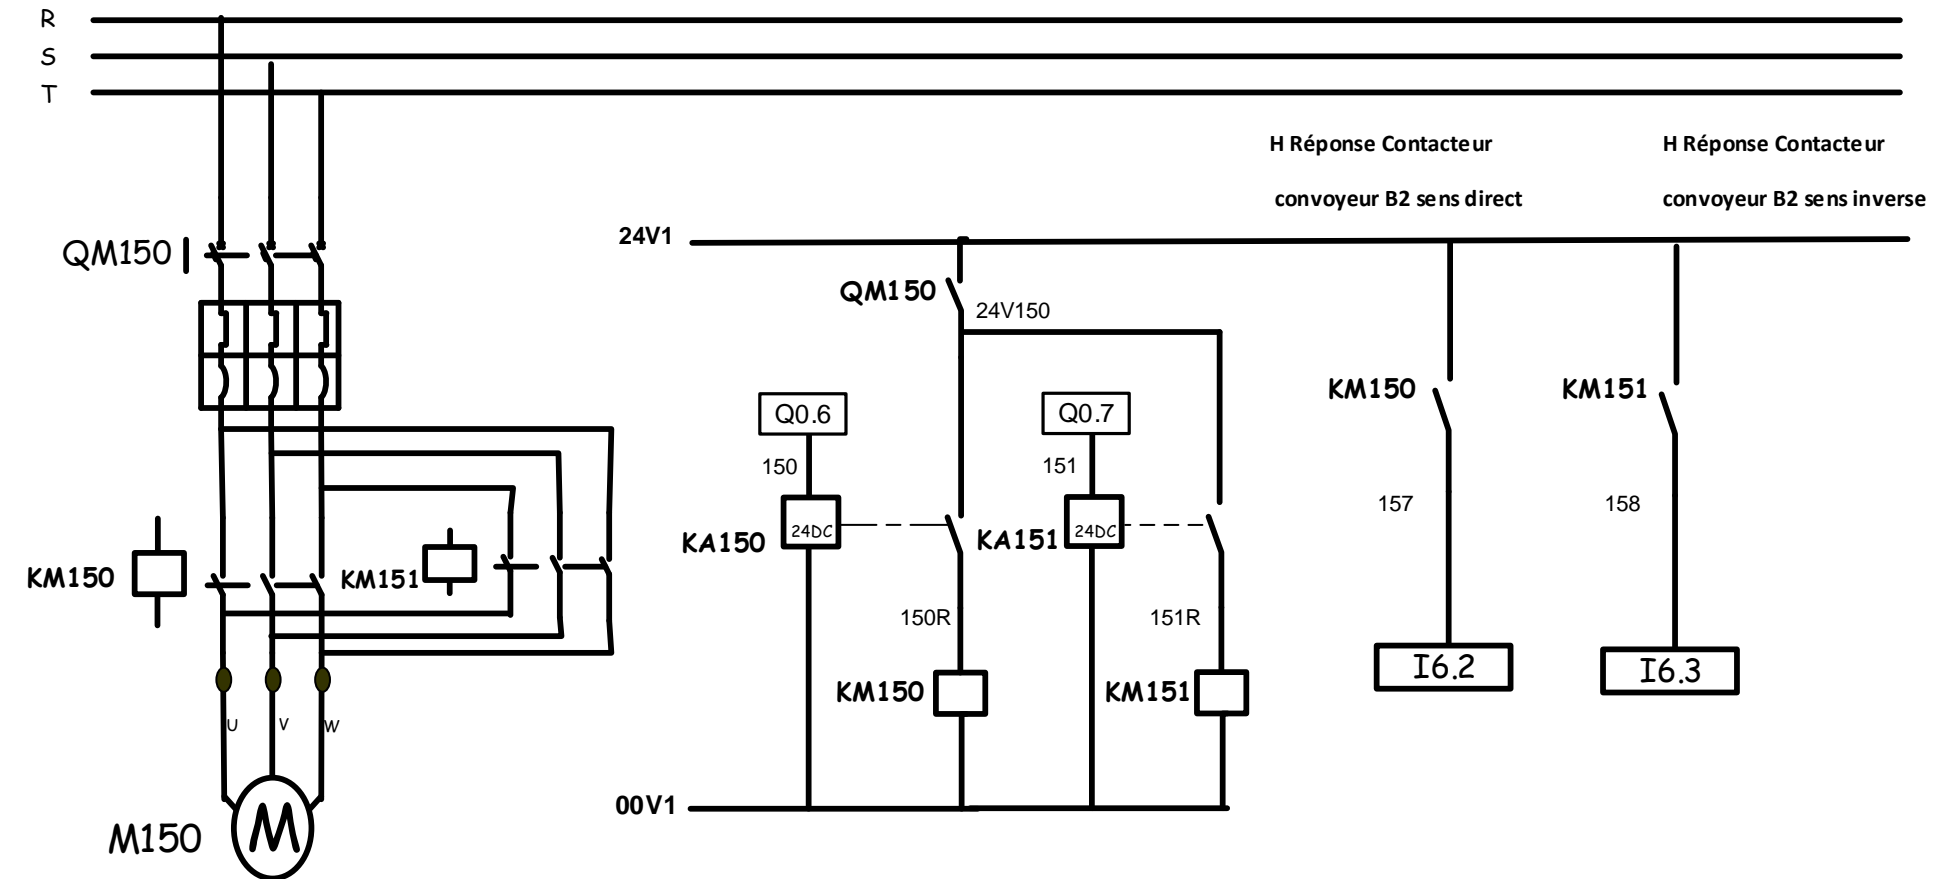 R
S
T
H Réponse Contacteur
convoyeur B2 sens direct
H Réponse Contacteur
convoyeur B2 sens inverse
24V1
QM150
QM150
24V150
Q0.6
Q0.7
KM150
KM151
150
151
157
158
24DC
24DC
KA150
KA151
KM150
KM151
150R
151R
I6.2
I6.3
KM150
KM151
U
V
W
00V1
M150
M